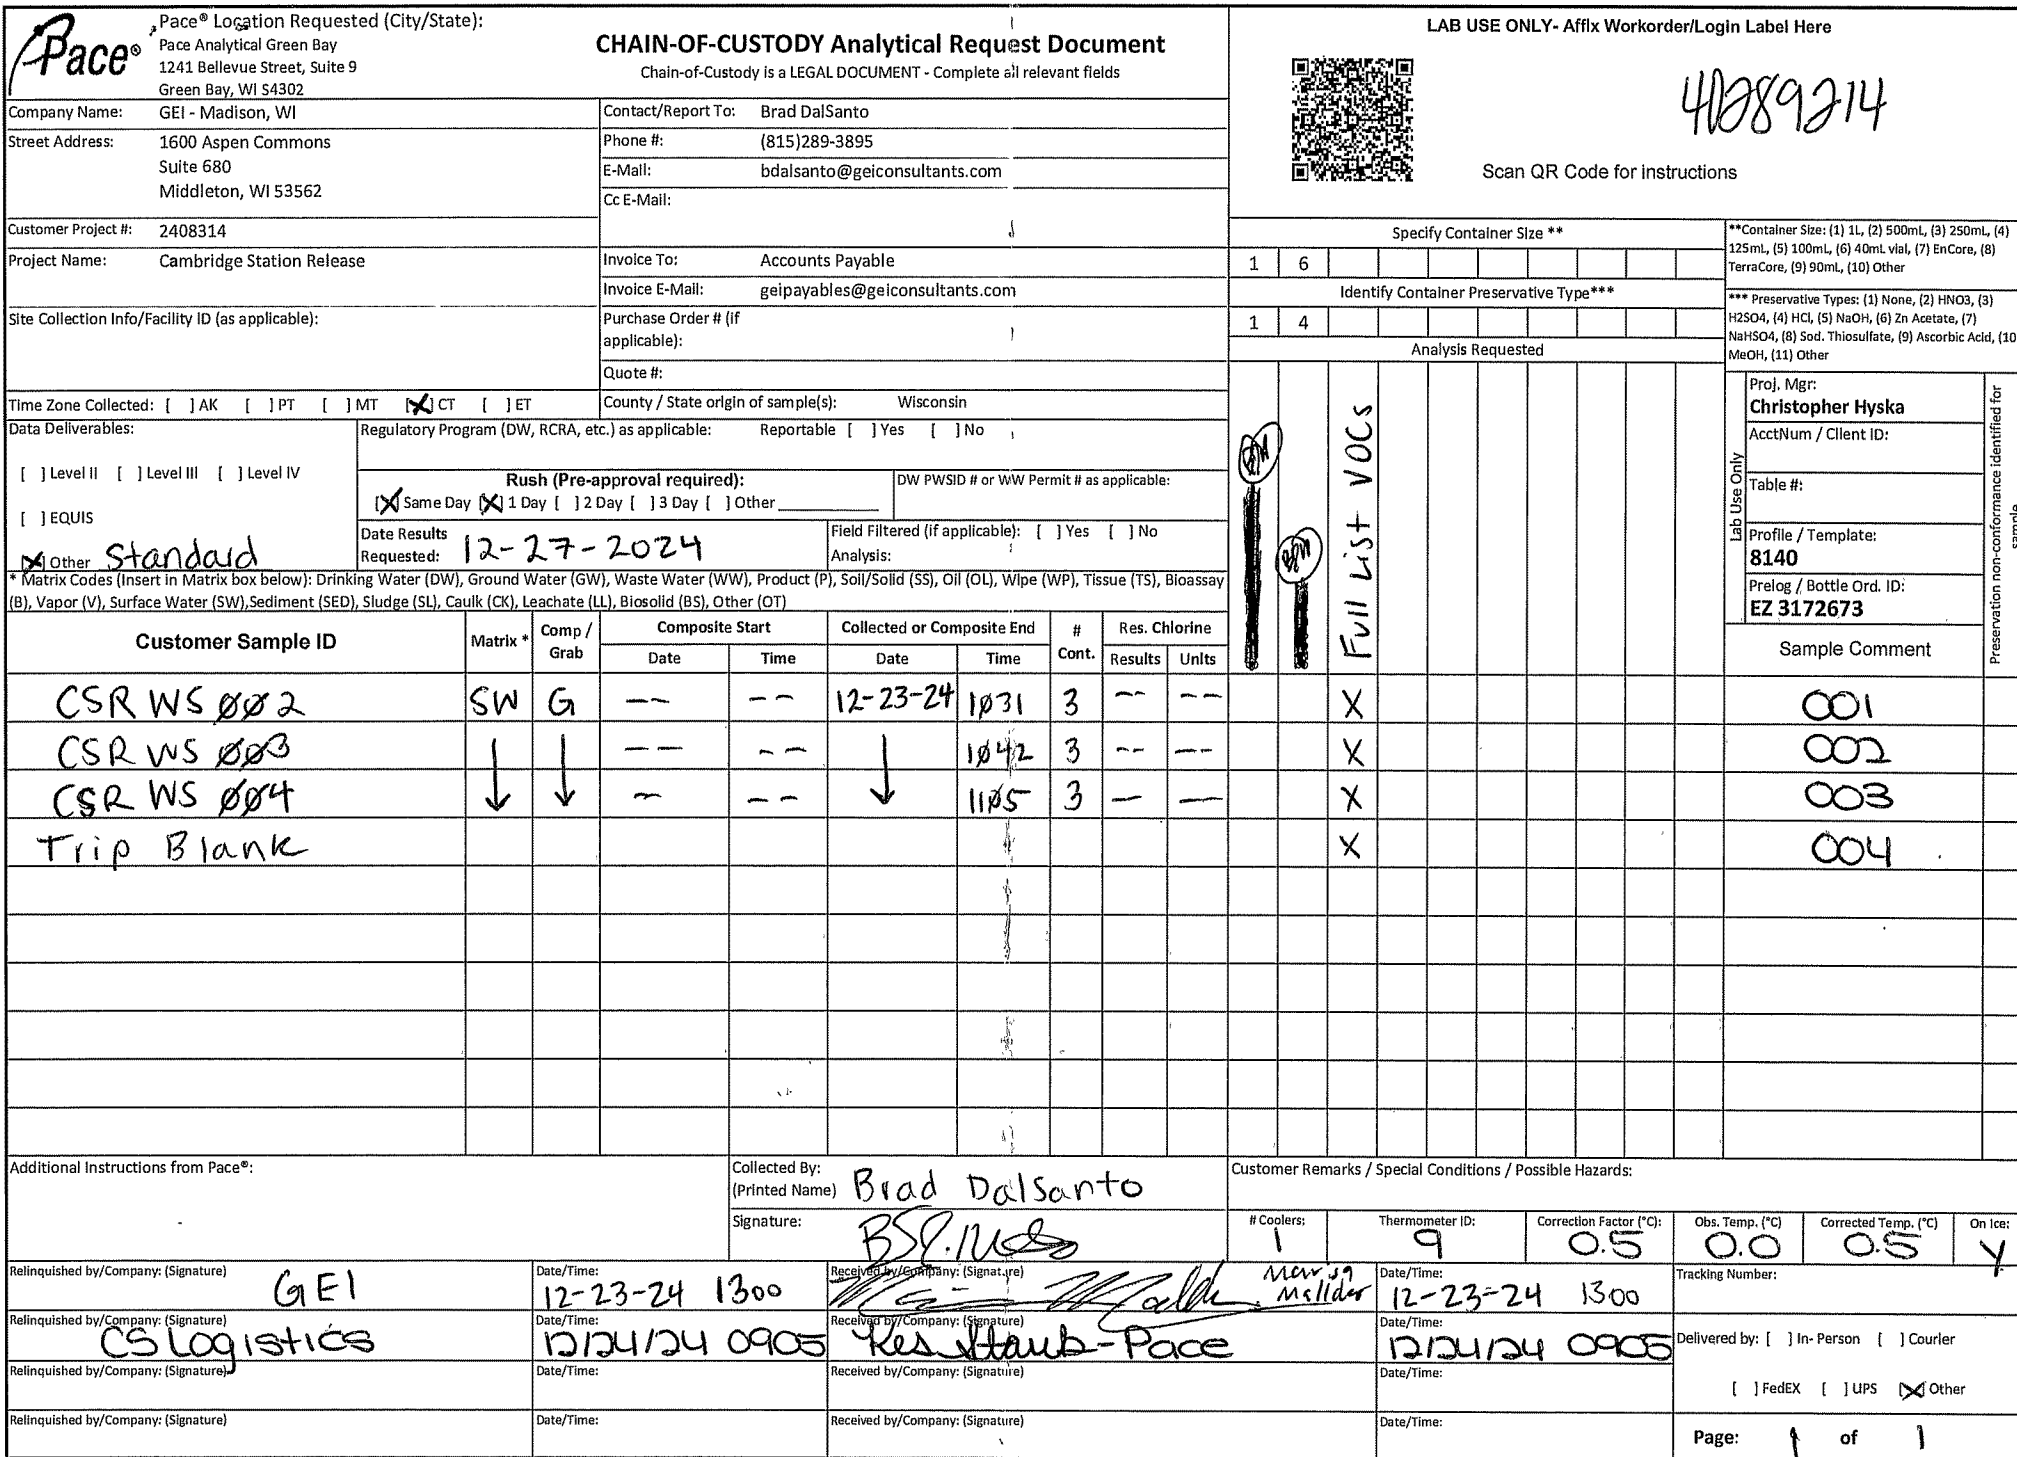 Pace®
Pace® Location Requested (City/State):
Pace Analytical Green Bay
1241 Bellevue Street, Suite 9
Green Bay, WI 54302
CHAIN-OF-CUSTODY Analytical Request Document
Chain-of-Custody is a LEGAL DOCUMENT - Complete all relevant fields
LAB USE ONLY- Affix Workorder/Login Label Here
40289214
Scan QR Code for instructions
Company Name: GEI - Madison, WI
Street Address: 1600 Aspen Commons
Suite 680
Middleton, WI 53562
Contact/Report To: Brad DalSanto
Phone #: (815)289-3895
E-Mail: bdalsanto@geiconsultants.com
Cc E-Mail:
Customer Project #: 2408314
Project Name: Cambridge Station Release
Invoice To: Accounts Payable
Invoice E-Mail: geipayables@geiconsultants.com
Site Collection Info/Facility ID (as applicable):
Purchase Order # (if
applicable):
Quote #:
Specify Container Size **
1 6
Identify Container Preservative Type***
1 4
Analysis Requested
**Container Size: (1) 1L, (2) 500mL, (3) 250mL, (4)
125mL, (5) 100mL, (6) 40mL vial, (7) EnCore, (8)
TerraCore, (9) 90mL, (10) Other
*** Preservative Types: (1) None, (2) HNO3, (3)
H2SO4, (4) HCl, (5) NaOH, (6) Zn Acetate, (7)
NaHSO4, (8) Sod. Thiosulfate, (9) Ascorbic Acid, (10
MeOH, (11) Other
Time Zone Collected: [ ] AK [ ] PT [ ] MT [X] CT [ ] ET
County / State origin of sample(s): Wisconsin
Data Deliverables:
[ ] Level II [ ] Level III [ ] Level IV
[ ] EQUIS
[X] Other Standard
Regulatory Program (DW, RCRA, etc.) as applicable: Reportable [ ] Yes [ ] No
Rush (Pre-approval required):
[X] Same Day [X] 1 Day [ ] 2 Day [ ] 3 Day [ ] Other
DW PWSID # or WW Permit # as applicable:
Date Results
Requested: 12-27-2024
Field Filtered (if applicable): [ ] Yes [ ] No
Analysis:
Full List VOCs
Lab Use Only
Proj. Mgr:
Christopher Hyska
AcctNum / Client ID:
Table #:
Profile / Template:
8140
Prelog / Bottle Ord. ID:
EZ 3172673
Sample Comment
Preservation non-conformance identified for
sample
* Matrix Codes (Insert in Matrix box below): Drinking Water (DW), Ground Water (GW), Waste Water (WW), Product (P), Soil/Solid (SS), Oil (OL), Wipe (WP), Tissue (TS), Bioassay
(B), Vapor (V), Surface Water (SW),Sediment (SED), Sludge (SL), Caulk (CK), Leachate (LL), Biosolid (BS), Other (OT)
Customer Sample ID Matrix * Comp / Grab Composite Start Collected or Composite End # Cont. Res. Chlorine
Date Time Date Time Results Units
CSR WS 002 SW G -- -- 12-23-24 1031 3 -- -- X 001
CSR WS 003 ↓ ↓ -- -- ↓ 1042 3 -- -- X 002
CSR WS 004 - -- 1105 3 - - X 003
Trip Blank X 004
Additional Instructions from Pace®:
Collected By:
(Printed Name) Brad DalSanto
Signature:
Customer Remarks / Special Conditions / Possible Hazards:
# Coolers: 1 Thermometer ID: 9 Correction Factor (°C): 0.5 Obs. Temp. (°C) 0.0 Corrected Temp. (°C) 0.5 On Ice: Y
Relinquished by/Company: (Signature) GEI Date/Time: 12-23-24 1300 Received by/Company: (Signature) Date/Time: 12-23-24 1300 Tracking Number:
Relinquished by/Company: (Signature) CS Logistics Date/Time: 12/24/24 0905 Received by/Company: (Signature) Kes Staub-Pace Date/Time: 12/24/24 0905 Delivered by: [ ] In- Person [ ] Courier
Relinquished by/Company: (Signature) Date/Time: Received by/Company: (Signature) Date/Time: [ ] FedEX [ ] UPS [X] Other
Relinquished by/Company: (Signature) Date/Time: Received by/Company: (Signature) Date/Time: Page: 1 of 1